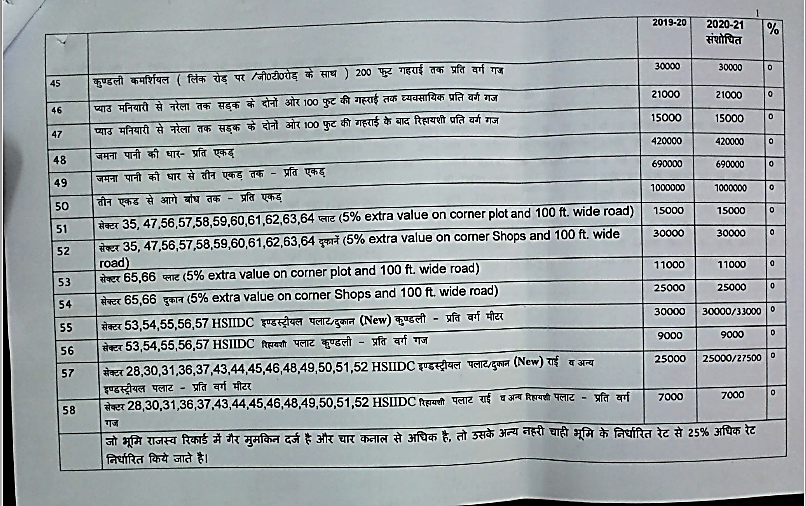 1
2019-20 2020-21 %
संशोधित
45 कुण्डली कमर्शियल ( लिंक रोड़ पर /जी0टी0रोड़ के साथ ) 200 फुट गहराई तक प्रति वर्ग गज 30000 30000 0
46 प्याउ मनियारी से नरेला तक सड़क के दोनों ओर 100 फुट की गहराई तक व्यवसायिक प्रति वर्ग गज 21000 21000 0
47 प्याउ मनियारी से नरेला तक सड़क के दोनों ओर 100 फुट की गहराई के बाद रिहायशी प्रति वर्ग गज 15000 15000 0
48 जमना पानी की धार- प्रति एकड़ 420000 420000 0
49 जमना पानी की धार से तीन एकड़ तक - प्रति एकड़ 690000 690000 0
50 तीन एकड से आगे बांध तक - प्रति एकड़ 1000000 1000000 0
51 सेक्टर 35, 47,56,57,58,59,60,61,62,63,64 प्लाट (5% extra value on corner plot and 100 ft. wide road) 15000 15000 0
52 सेक्टर 35, 47,56,57,58,59,60,61,62,63,64 दुकानें (5% extra value on corner Shops and 100 ft. wide 30000 30000 0
road)
53 सेक्टर 65,66 प्लाट (5% extra value on corner plot and 100 ft. wide road) 11000 11000 0
54 सेक्टर 65,66 दुकान (5% extra value on corner Shops and 100 ft. wide road) 25000 25000 0
55 सेक्टर 53,54,55,56,57 HSIIDC इण्डस्ट्रीयल पलाट/दुकान (New) कुण्डली - प्रति वर्ग मीटर 30000 30000/33000 0
56 सेक्टर 53,54,55,56,57 HSIIDC रिहायशी पलाट कुण्डली - प्रति वर्ग गज 9000 9000 0
57 सेक्टर 28,30,31,36,37,43,44,45,46,48,49,50,51,52 HSIIDC इण्डस्ट्रीयल पलाट/दुकान (New) राई व अन्य 25000 25000/27500 0
इण्डस्ट्रीयल पलाट - प्रति वर्ग मीटर
58 सेक्टर 28,30,31,36,37,43,44,45,46,48,49,50,51,52 HSIIDC रिहायशी पलाट राई व अन्य रिहायशी पलाट - प्रति वर्ग 7000 7000 0
गज
जो भूमि राजस्व रिकार्ड में गैर मुमकिन दर्ज है और चार कनाल से अधिक है, तो उसके अन्य नहरी चाही भूमि के निर्धारित रेट से 25% अधिक रेट
निर्धारित किये जाते है।